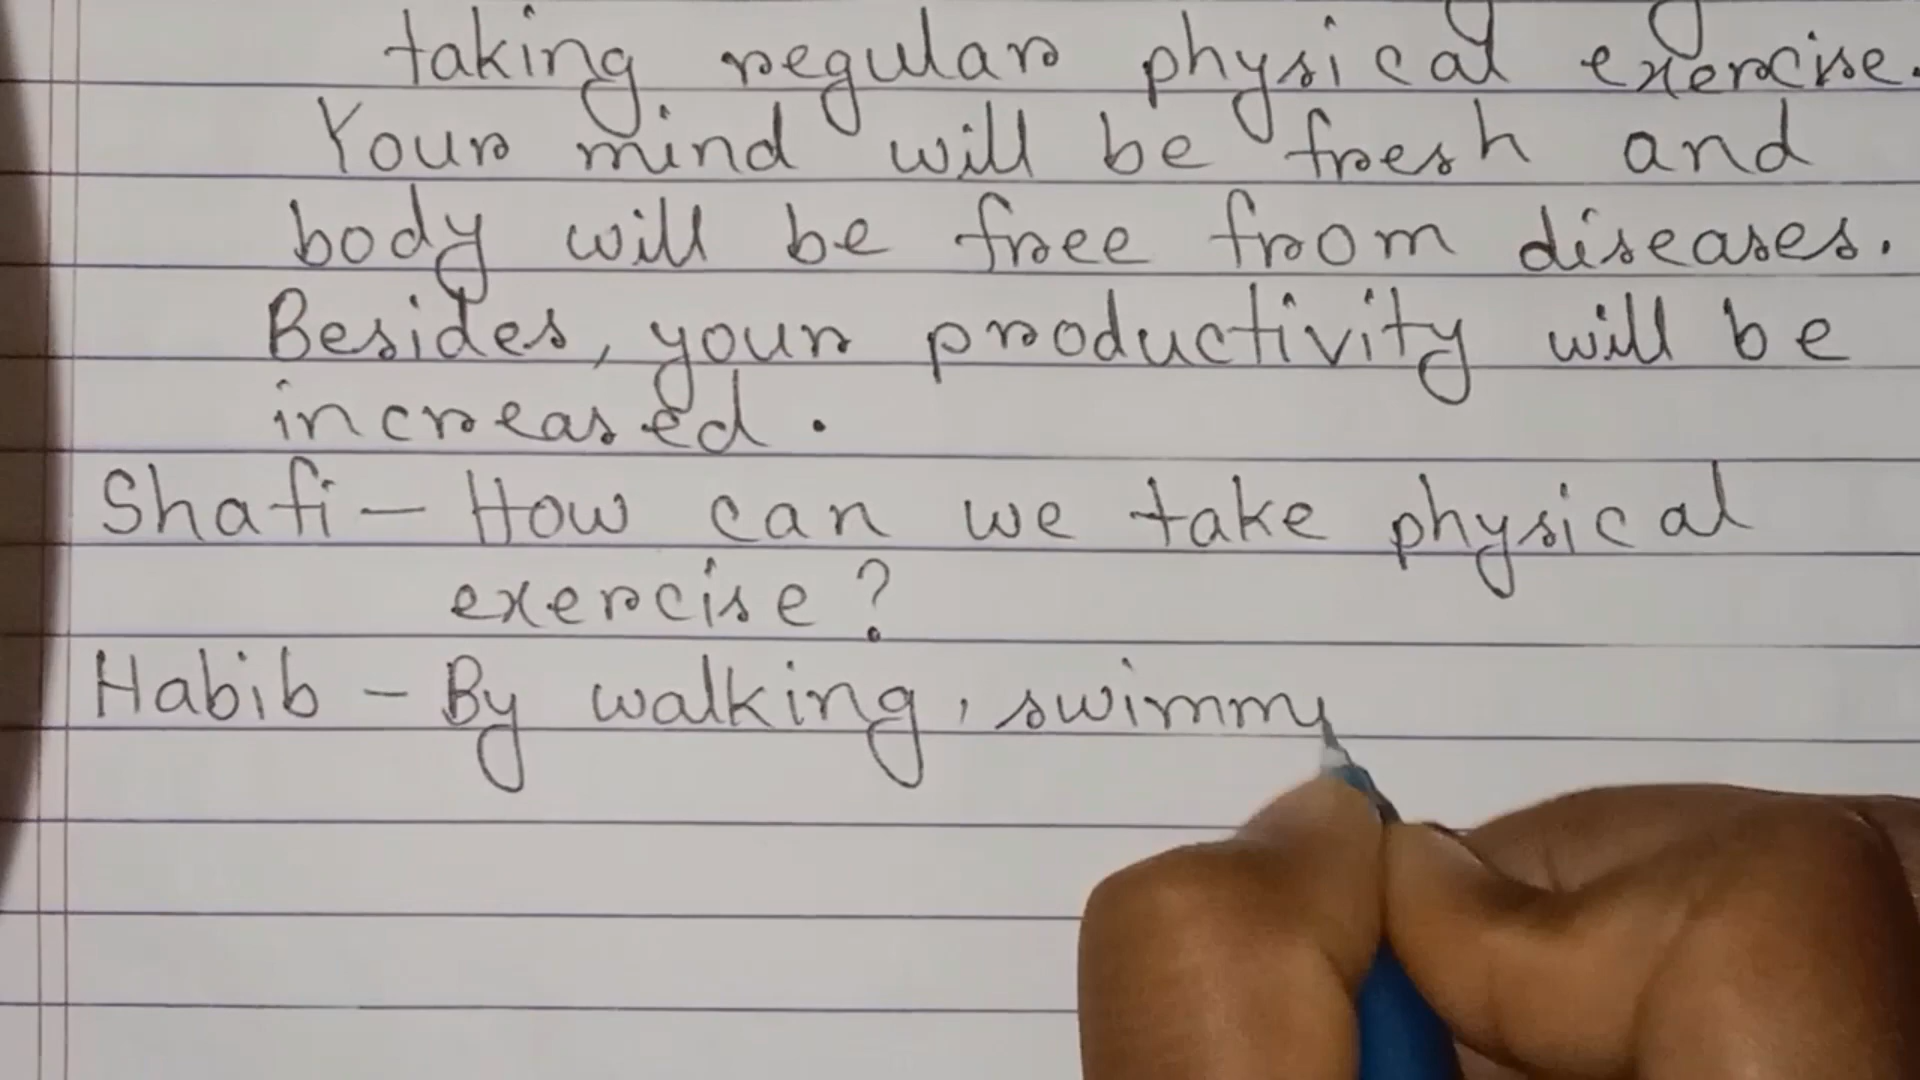 taking regular physical exercise.
Your mind will be fresh and
body will be free from diseases.
Besides, your productivity will be
increased.
Shafi - How can we take physical
exercise?
Habib - By walking, swimm